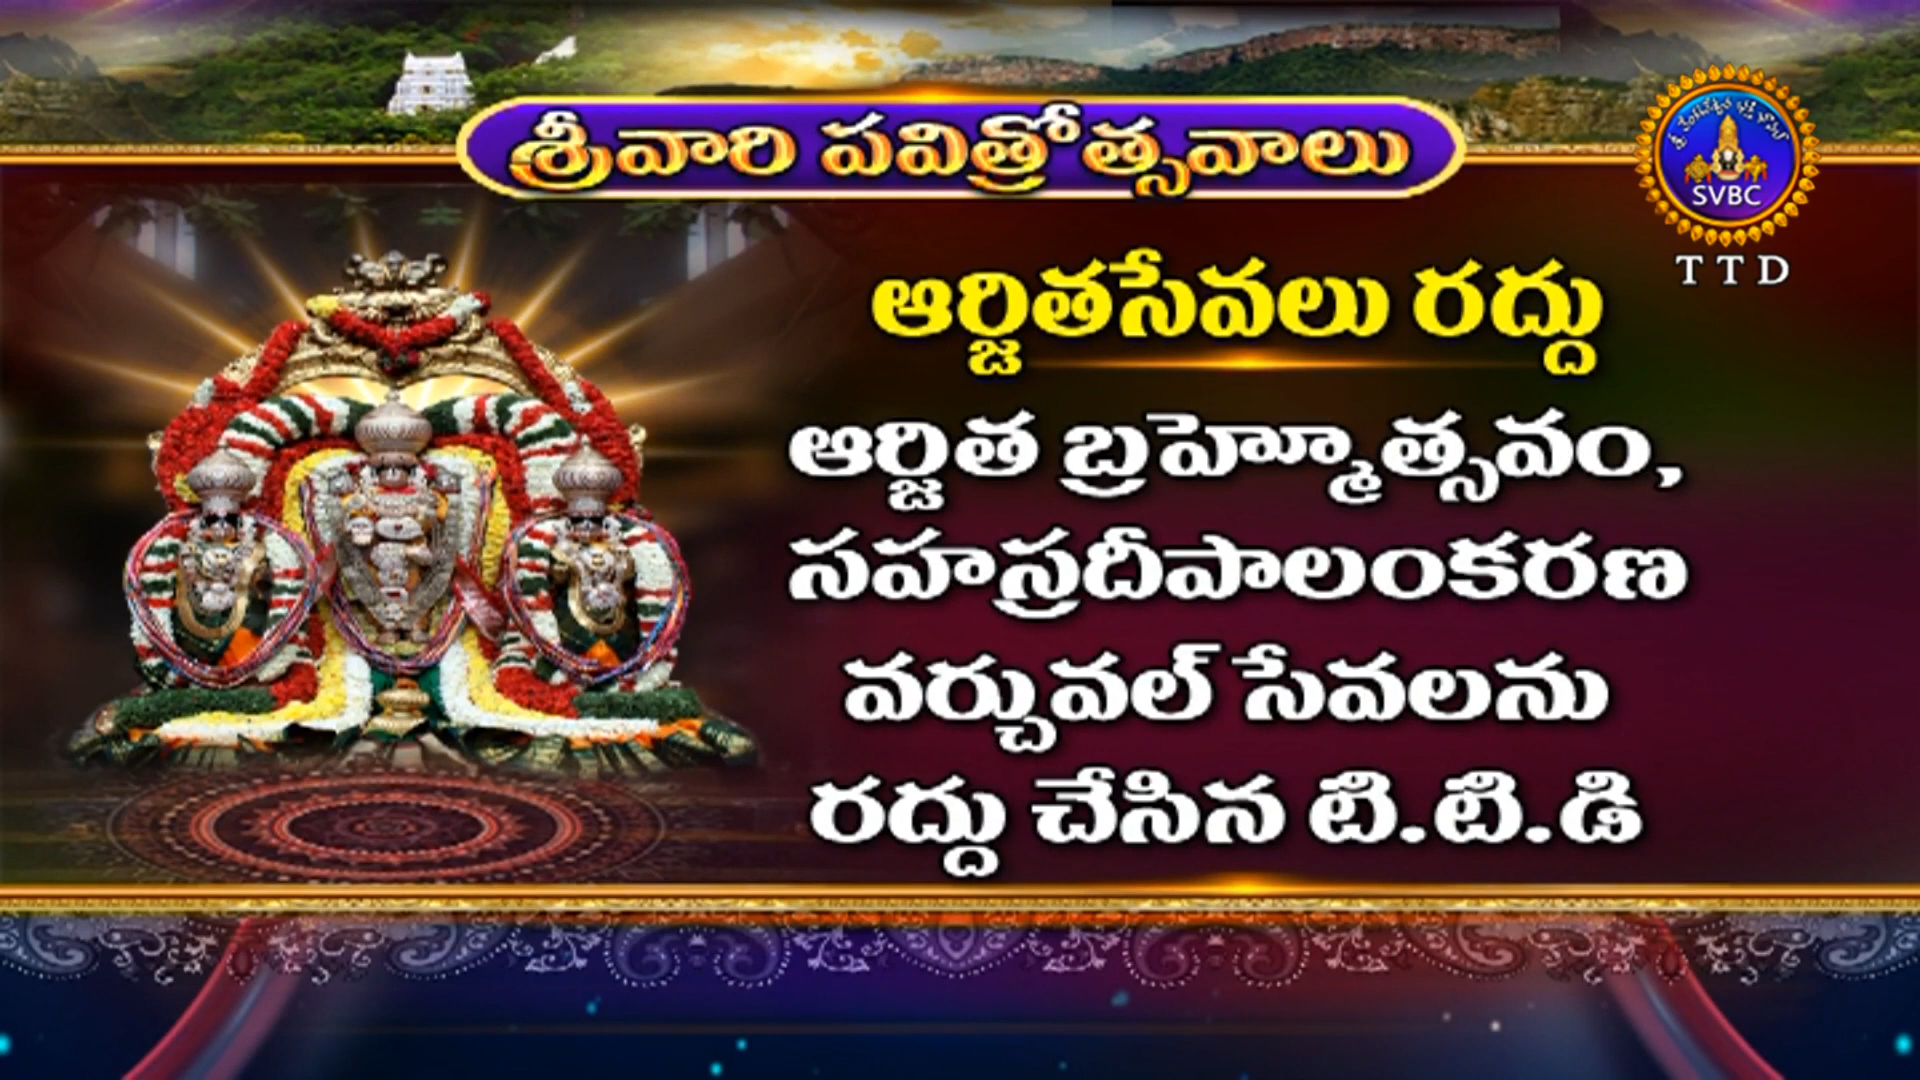 శ్రీవారి పవిత్రోత్సవాలు
SVBC
TTD
ఆర్జితసేవలు రద్దు
ఆర్జిత బ్రహ్మోత్సవం,
సహస్రదీపాలంకరణ
వర్చువల్ సేవలను
రద్దు చేసిన టి.టి.డి